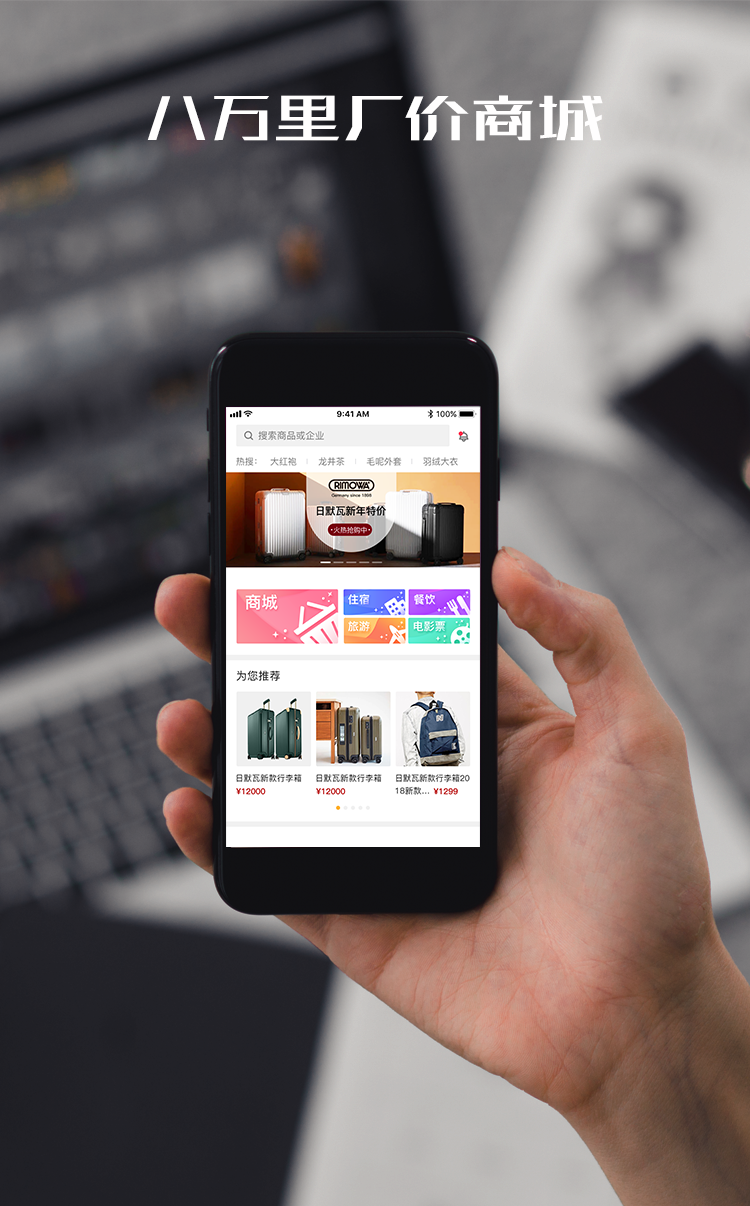 八万里厂价商城
9:41 AM 100%
搜索商品或企业
热搜： 大红袍 龙井茶 毛呢外套 羽绒大衣
RIMOWA
Germany since 1898
日默瓦新年特价
•火热抢购中•
商城 住宿 餐饮
旅游 电影票
为您推荐
日默瓦新款行李箱 日默瓦新款行李箱 日默瓦新款行李箱20
¥12000 ¥12000 18新款... ¥1299